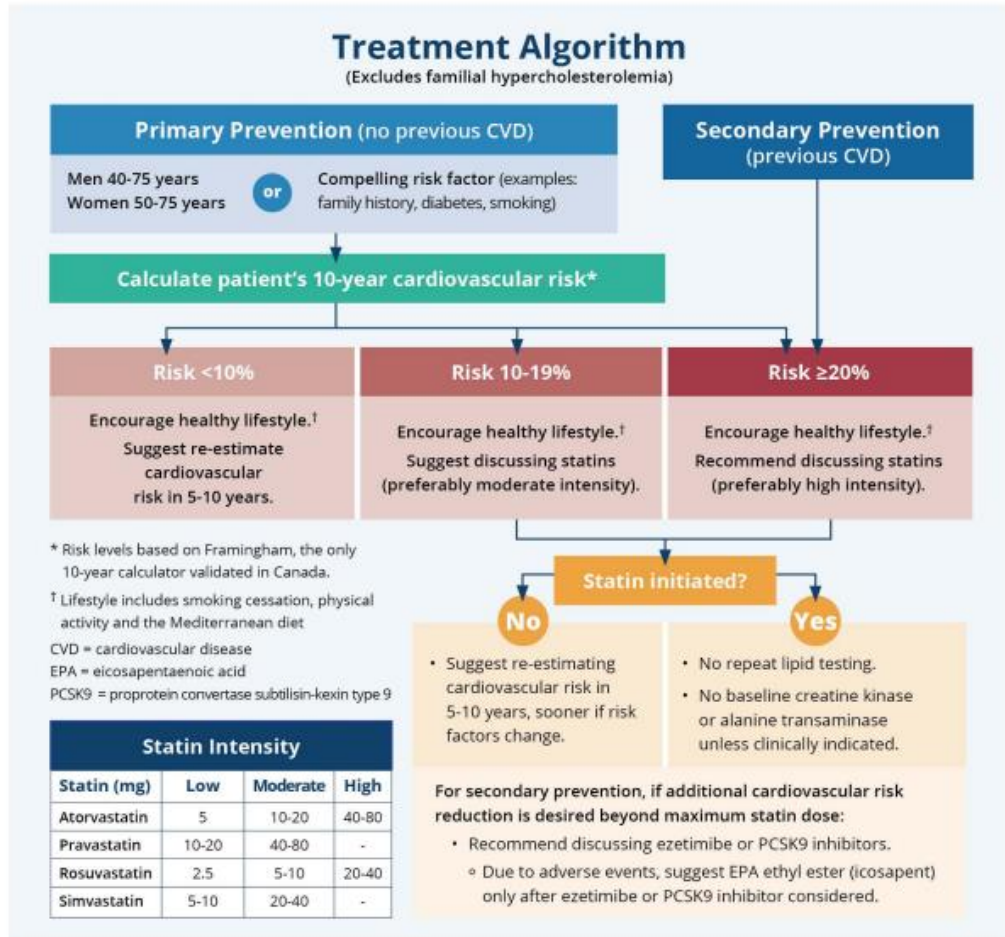 Treatment Algorithm
(Excludes familial hypercholesterolemia)
Primary Prevention (no previous CVD)
Men 40-75 years
Women 50-75 years
or
Compelling risk factor (examples:
family history, diabetes, smoking)
Secondary Prevention
(previous CVD)
Calculate patient's 10-year cardiovascular risk*
Risk <10%
Encourage healthy lifestyle.†
Suggest re-estimate
cardiovascular
risk in 5-10 years.
Risk 10-19%
Encourage healthy lifestyle.†
Suggest discussing statins
(preferably moderate intensity).
Risk ≥20%
Encourage healthy lifestyle.†
Recommend discussing statins
(preferably high intensity).
* Risk levels based on Framingham, the only
10-year calculator validated in Canada.
† Lifestyle includes smoking cessation, physical
activity and the Mediterranean diet
CVD = cardiovascular disease
EPA = eicosapentaenoic acid
PCSK9 = proprotein convertase subtilisin-kexin type 9
Statin Intensity
Statin (mg) Low Moderate High
Atorvastatin 5 10-20 40-80
Pravastatin 10-20 40-80 -
Rosuvastatin 2.5 5-10 20-40
Simvastatin 5-10 20-40 -
Statin initiated?
No
• Suggest re-estimating
cardiovascular risk in
5-10 years, sooner if risk
factors change.
Yes
• No repeat lipid testing.
• No baseline creatine kinase
or alanine transaminase
unless clinically indicated.
For secondary prevention, if additional cardiovascular risk
reduction is desired beyond maximum statin dose:
• Recommend discussing ezetimibe or PCSK9 inhibitors.
◦ Due to adverse events, suggest EPA ethyl ester (icosapent)
only after ezetimibe or PCSK9 inhibitor considered.